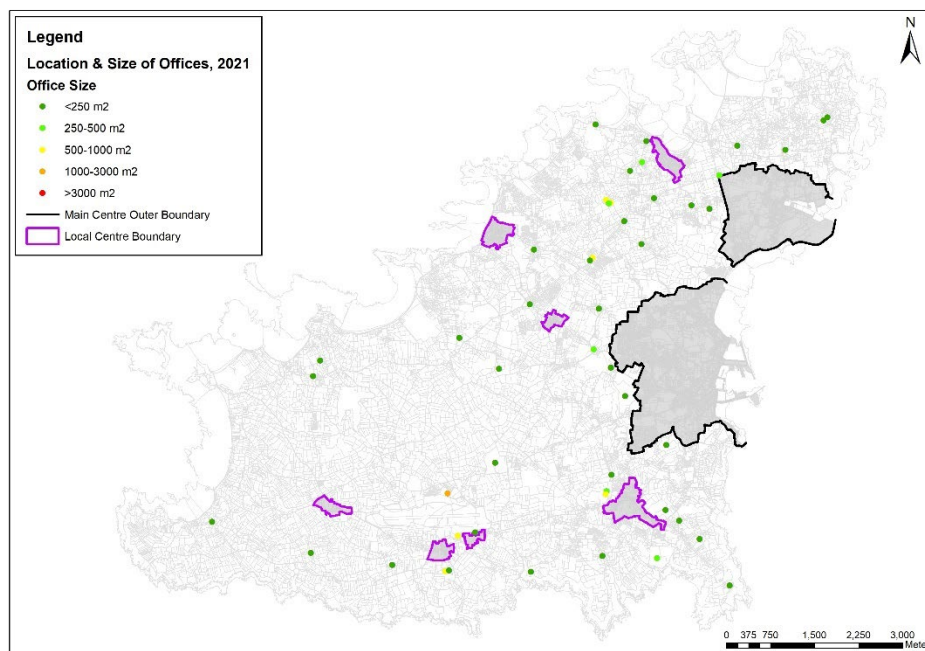 Legend
Location & Size of Offices, 2021
Office Size
<250 m2
250-500 m2
500-1000 m2
1000-3000 m2
>3000 m2
Main Centre Outer Boundary
Local Centre Boundary
N
0 375 750 1,500 2,250 3,000
Mete